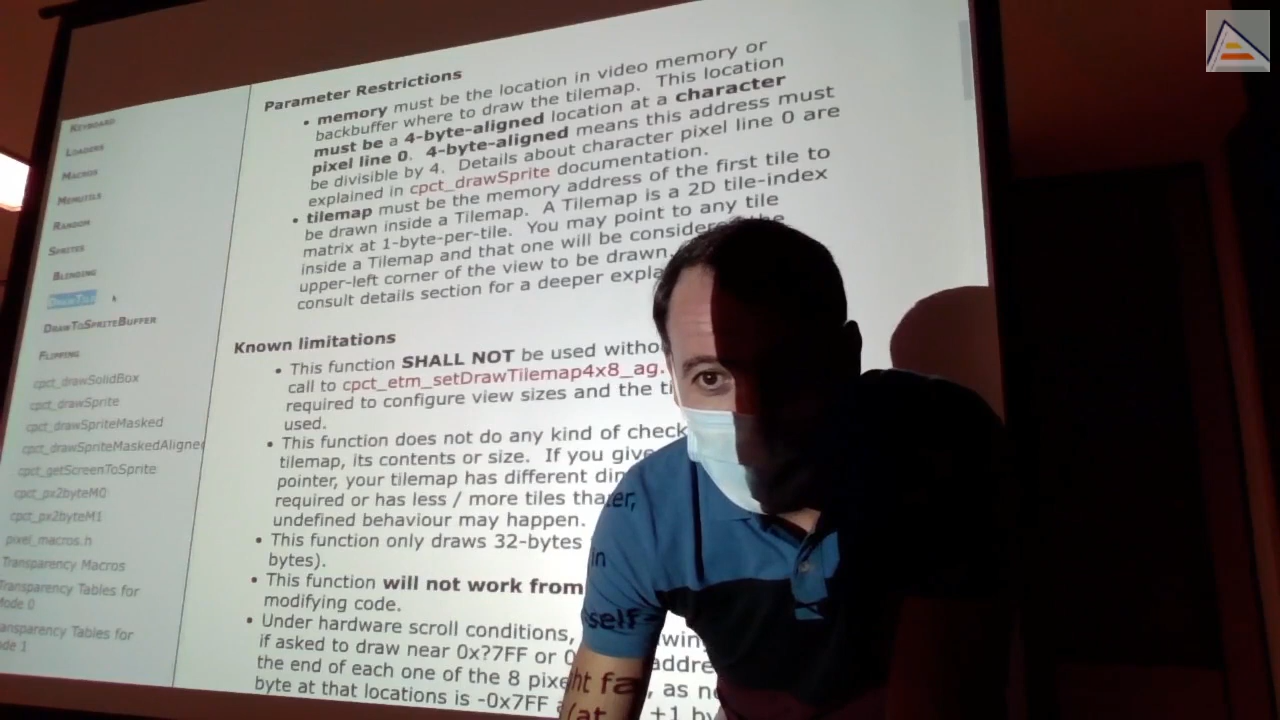 Keyboard
Loaders
Macros
Memutils
Random
Sprites
Blending
DrawTile
DrawToSpriteBuffer
Flipping
cpct_drawSolidBox
cpct_drawSprite
cpct_drawSpriteMasked
cpct_drawSpriteMaskedAligned
cpct_getScreenToSprite
cpct_px2byteM0
cpct_px2byteM1
pixel_macros.h
Transparency Macros
Transparency Tables for
Mode 0
Transparency Tables for
Mode 1
Parameter Restrictions
• memory must be the location in video memory or
backbuffer where to draw the tilemap. This location
must be a 4-byte-aligned location at a character
pixel line 0. 4-byte-aligned means this address must
be divisible by 4. Details about character pixel line 0 are
explained in cpct_drawSprite documentation.
• tilemap must be the memory address of the first tile to
be drawn inside a Tilemap. A Tilemap is a 2D tile-index
matrix at 1-byte-per-tile. You may point to any tile
inside a Tilemap and that one will be considered the
upper-left corner of the view to be drawn.
consult details section for a deeper
Known limitations
• This function SHALL NOT be used
call to cpct_etm_setDrawTilemap4x8_ag.
required to configure view sizes and the
used.
• This function does not do any kind of check
tilemap, its contents or size. If you give
pointer, your tilemap has different
required or has less / more tiles
undefined behaviour may happen.
• This function only draws 32-bytes
bytes).
• This function will not work from
self-
modifying code.
• Under hardware scroll conditions,
if asked to draw near 0x?7FF or
the end of each one of the 8 , as
byte at that locations is -0x7FF (at +1